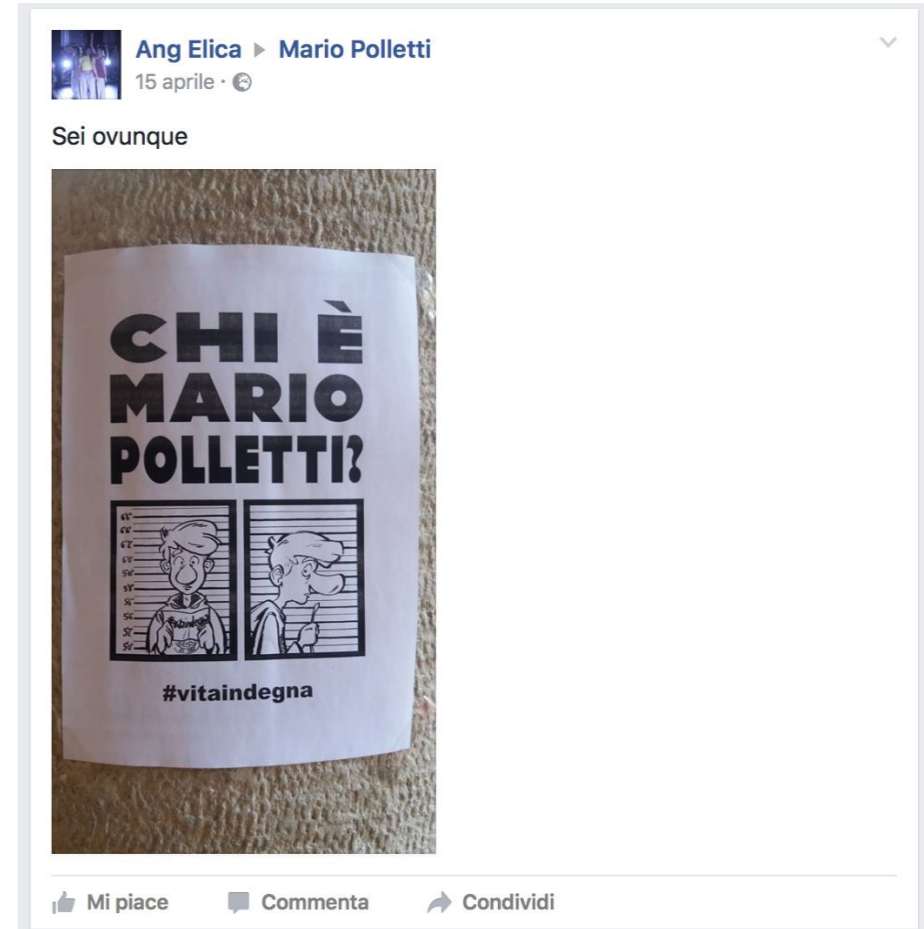 Ang Elica ▶ Mario Polletti
15 aprile ·
Sei ovunque
CHI È
MARIO
POLLETTI?
#vitaindegna
Mi piace Commenta Condividi